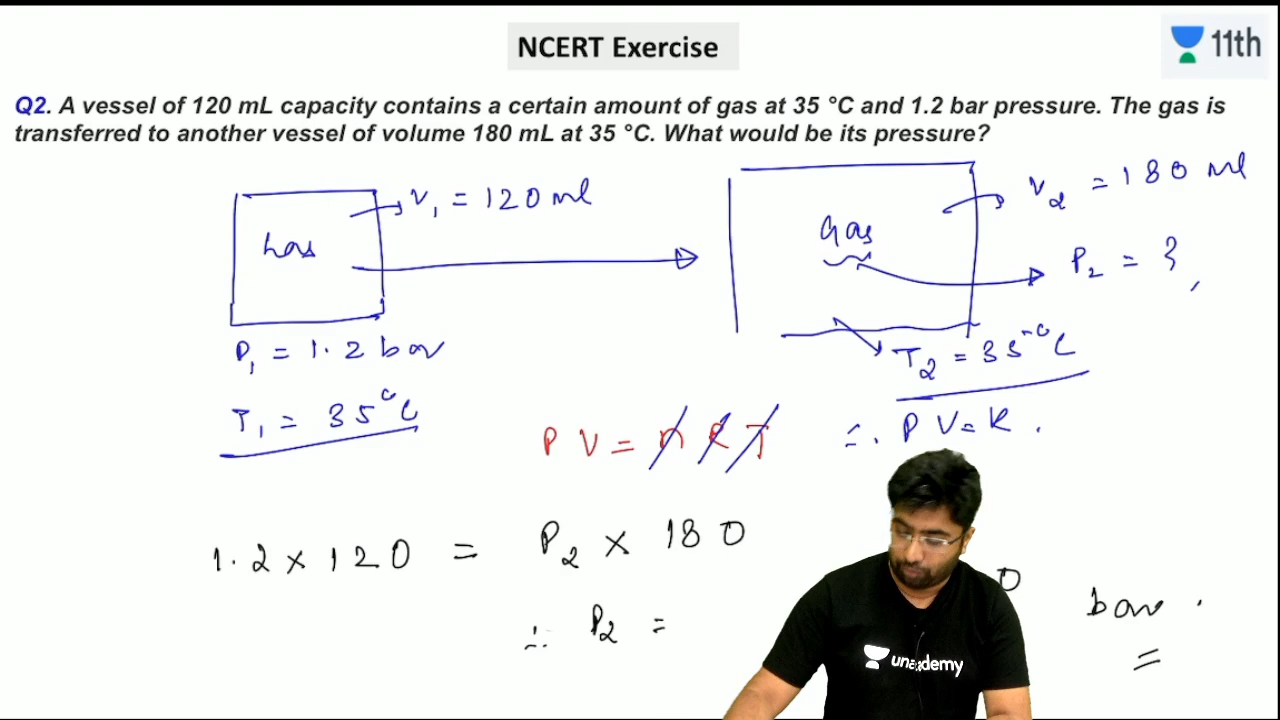 NCERT Exercise
11th
Q2. A vessel of 120 mL capacity contains a certain amount of gas at 35 °C and 1.2 bar pressure. The gas is
transferred to another vessel of volume 180 mL at 35 °C. What would be its pressure?
V₁ = 120 ml
V₂ = 180 ml
Gas
gas
P₂ = ?
P₁ = 1.2 bar
T₂ = 35°C
T₁ = 35°C
PV = nRT
∴ PV = K.
1.2 × 120 = P₂ × 180
∴ P₂ =
0
bar.
=
unacademy